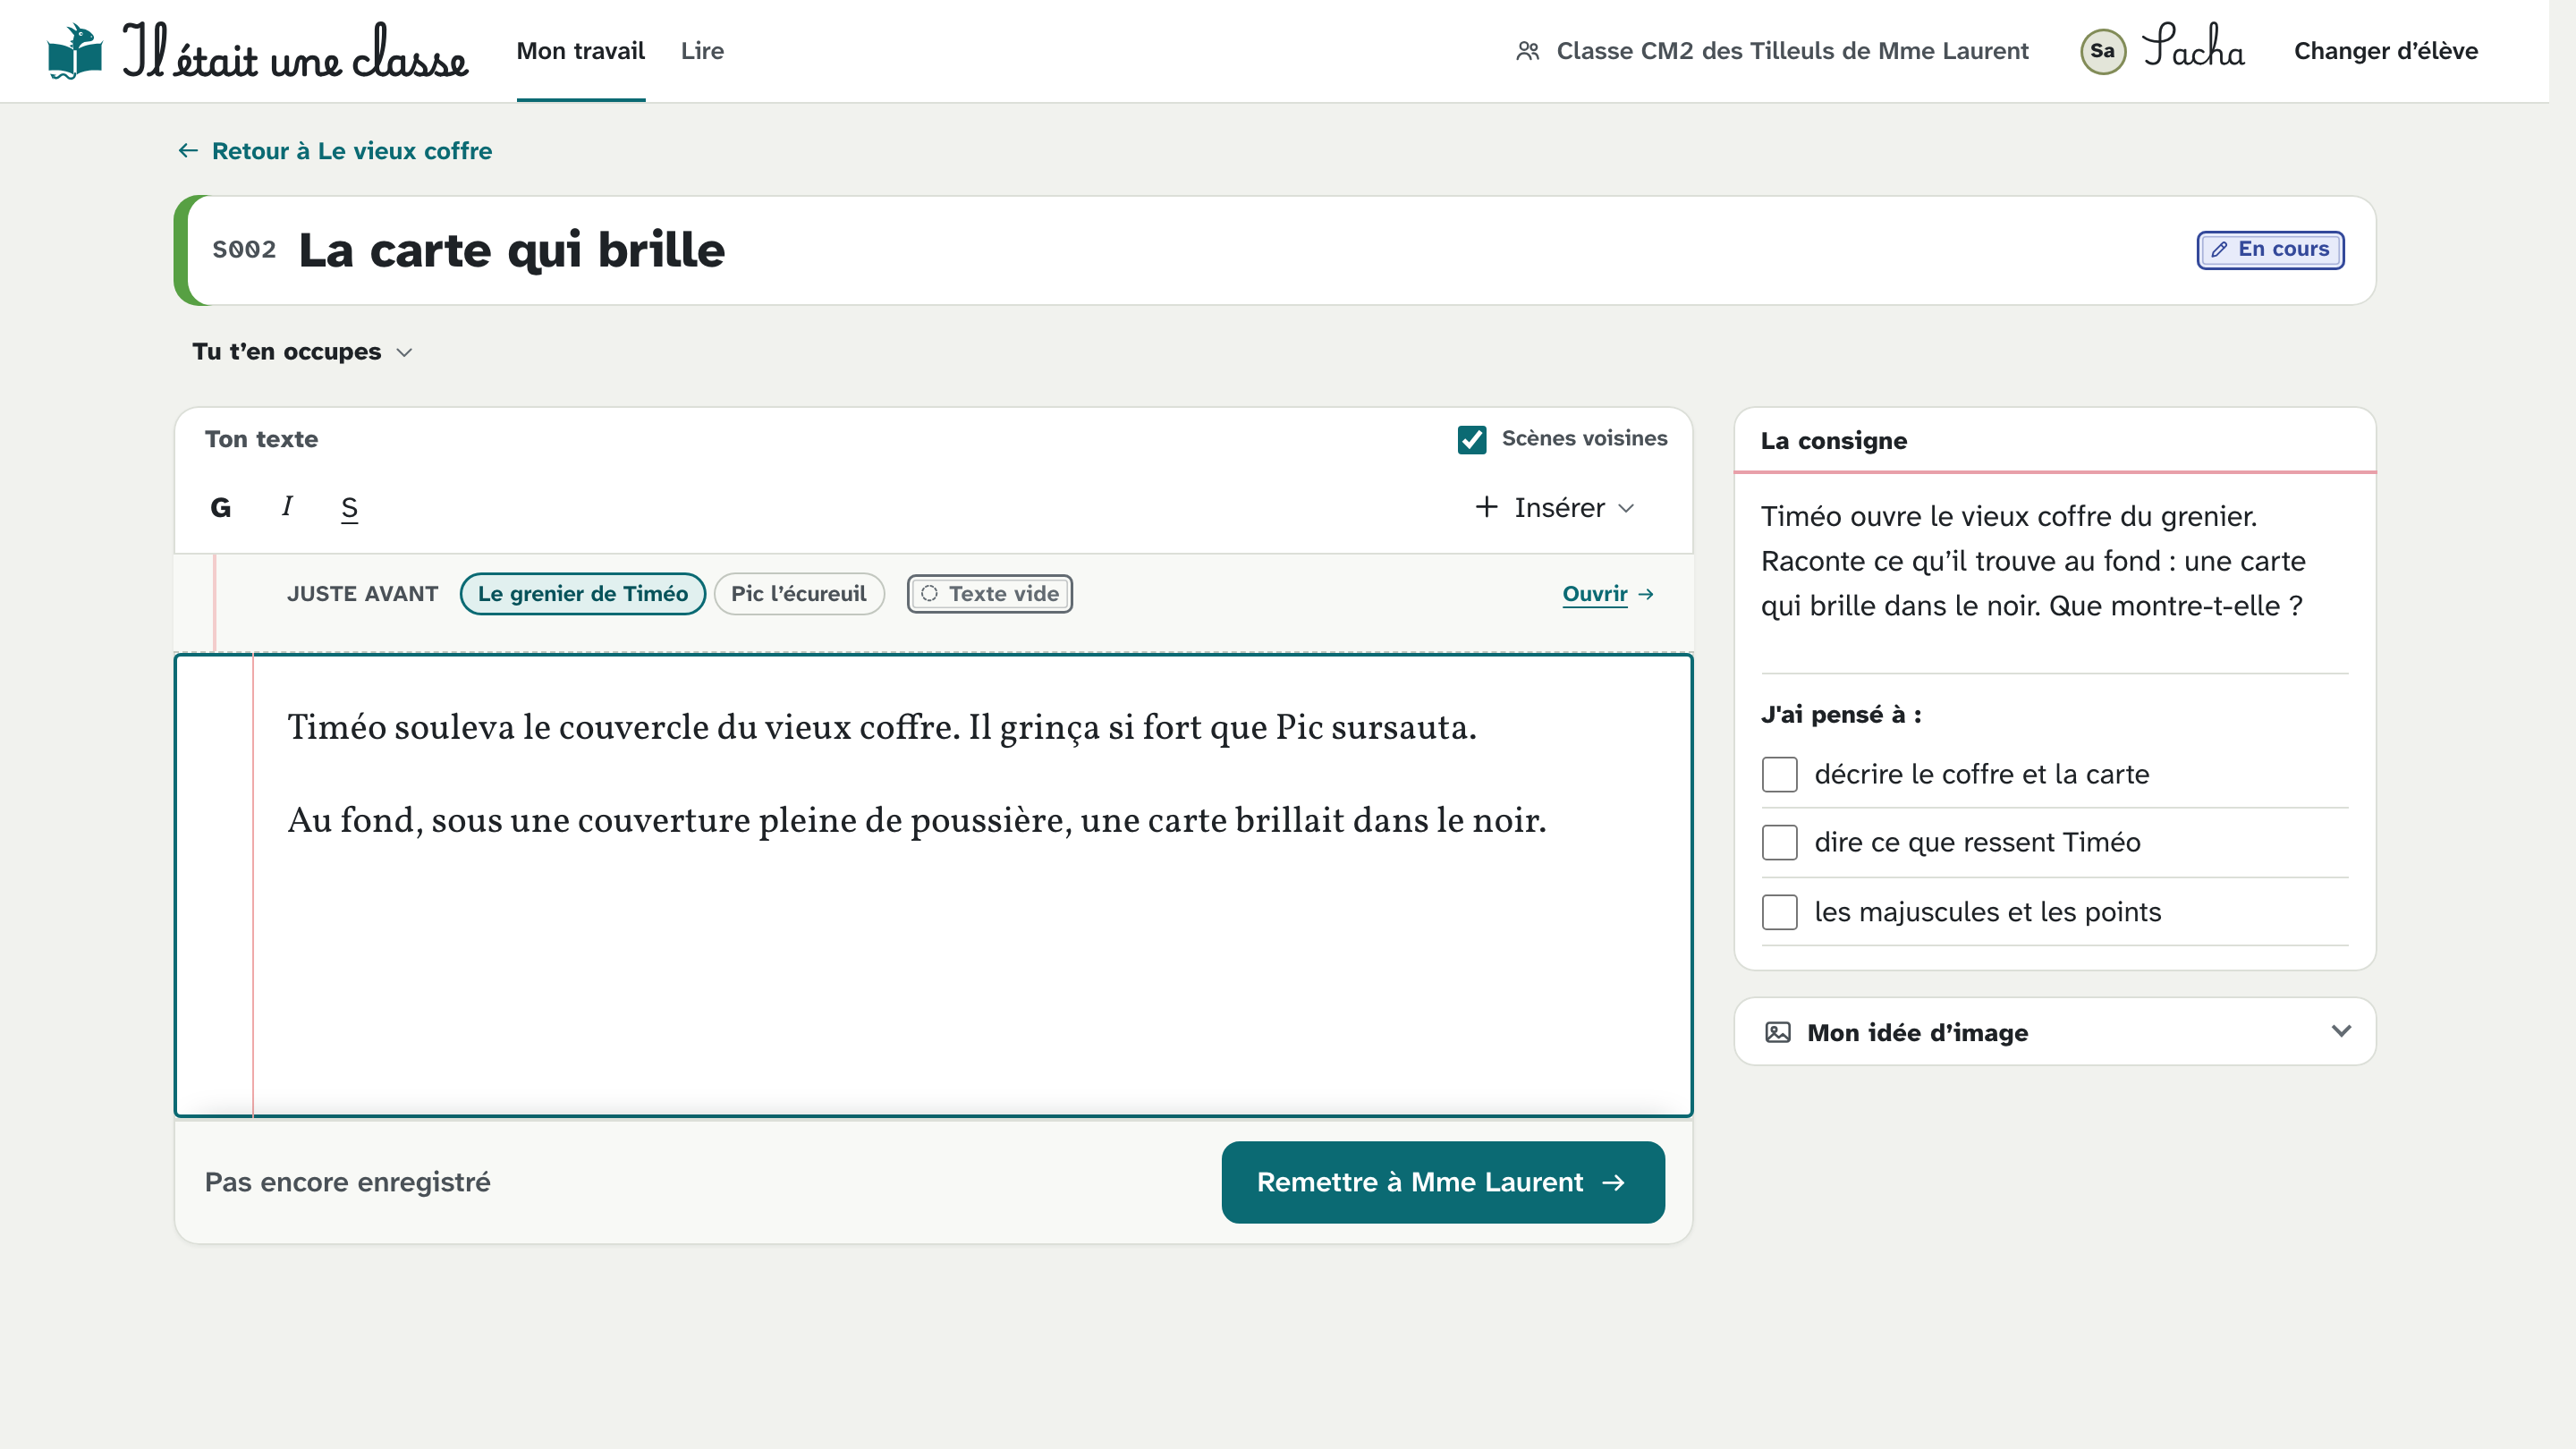 Il était une classe
Mon travail
Lire
Classe CM2 des Tilleuls de Mme Laurent
Sa
Sacha
Changer d’élève
← Retour à Le vieux coffre
S002
La carte qui brille
En cours
Tu t’en occupes
Ton texte
Scènes voisines
G I S
+ Insérer
JUSTE AVANT
Le grenier de Timéo
Pic l’écureuil
Texte vide
Ouvrir →
Timéo souleva le couvercle du vieux coffre. Il grinça si fort que Pic sursauta.
Au fond, sous une couverture pleine de poussière, une carte brillait dans le noir.
Pas encore enregistré
Remettre à Mme Laurent →
La consigne
Timéo ouvre le vieux coffre du grenier.
Raconte ce qu’il trouve au fond : une carte
qui brille dans le noir. Que montre-t-elle ?
J'ai pensé à :
décrire le coffre et la carte
dire ce que ressent Timéo
les majuscules et les points
Mon idée d’image